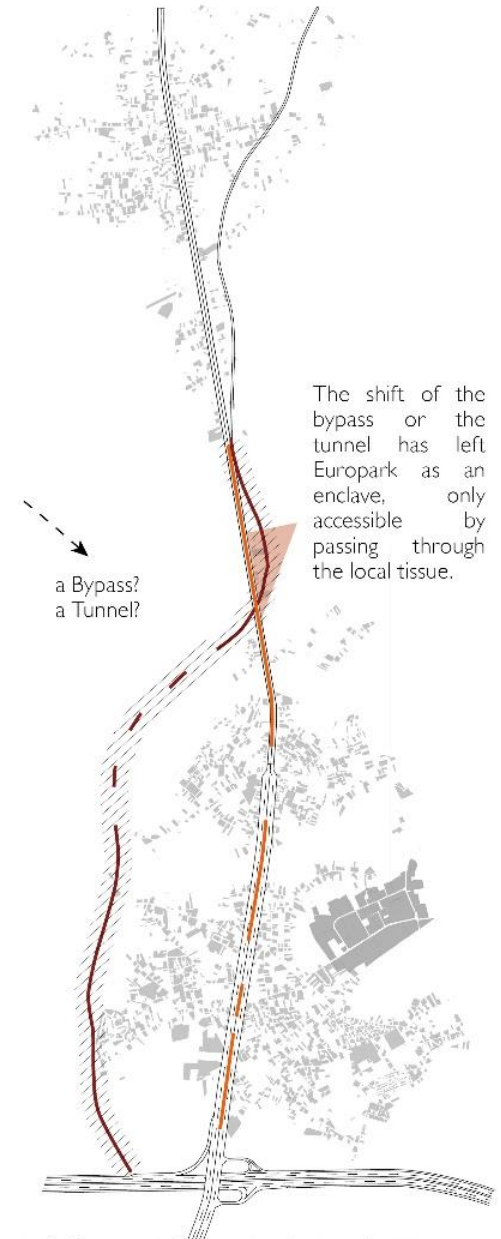 The shift of the
bypass or the
tunnel has left
Europark as an
enclave, only
accessible by
passing through
the local tissue.
a Bypass?
a Tunnel?